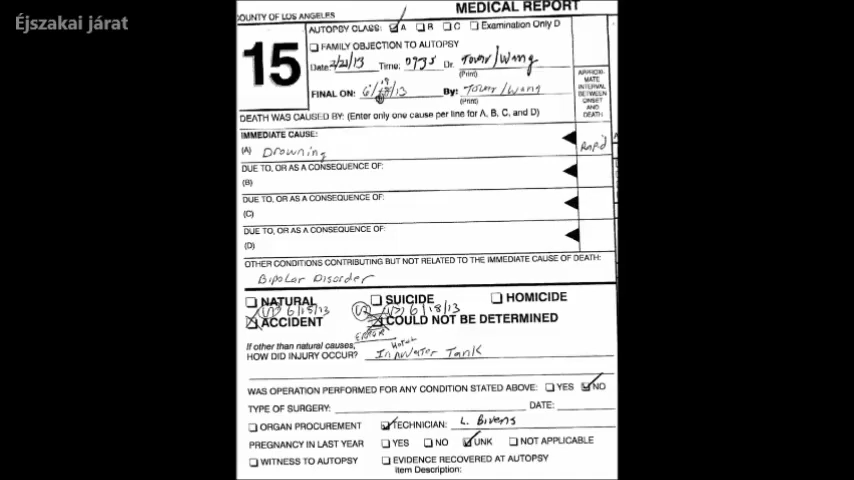 Éjszakai járat
COUNTY OF LOS ANGELES
MEDICAL REPORT
15
AUTOPSY CLASS: A B C Examination Only D
FAMILY OBJECTION TO AUTOPSY
Date: 2/21/13 Time: 0735 Dr. Tovar/Wang
(Print)
FINAL ON: 6/ 19 /13 By: Tovar/Wang
(Print)
APPROXIMATE INTERVAL BETWEEN ONSET AND DEATH
DEATH WAS CAUSED BY: (Enter only one cause per line for A, B, C, and D)
IMMEDIATE CAUSE:
(A) Drowning Rapid
DUE TO, OR AS A CONSEQUENCE OF:
(B)
DUE TO, OR AS A CONSEQUENCE OF:
(C)
DUE TO, OR AS A CONSEQUENCE OF:
(D)
OTHER CONDITIONS CONTRIBUTING BUT NOT RELATED TO THE IMMEDIATE CAUSE OF DEATH:
Bipolar Disorder
NATURAL SUICIDE HOMICIDE
6/15/13 6/18/13
ACCIDENT COULD NOT BE DETERMINED
ERROR
If other than natural causes,
HOW DID INJURY OCCUR? In Hotel Water Tank
WAS OPERATION PERFORMED FOR ANY CONDITION STATED ABOVE: YES NO
TYPE OF SURGERY: DATE:
ORGAN PROCUREMENT TECHNICIAN: L. Bivens
PREGNANCY IN LAST YEAR YES NO UNK NOT APPLICABLE
WITNESS TO AUTOPSY EVIDENCE RECOVERED AT AUTOPSY
Item Description: